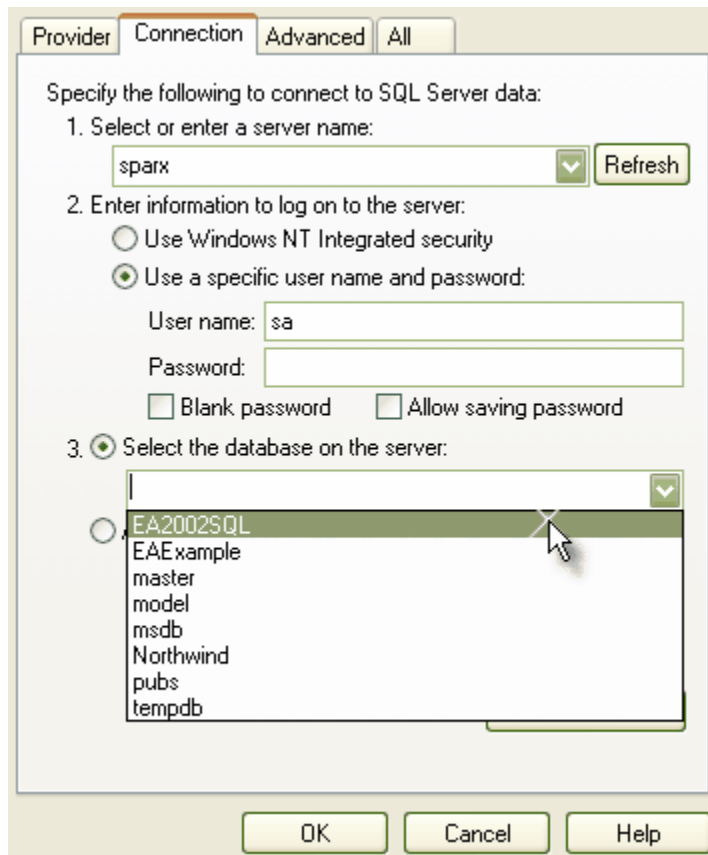 Provider Connection Advanced All
Specify the following to connect to SQL Server data:
1. Select or enter a server name:
sparx Refresh
2. Enter information to log on to the server:
Use Windows NT Integrated security
Use a specific user name and password:
User name: sa
Password:
Blank password Allow saving password
3. Select the database on the server:
EA2002SQL
EAExample
master
model
msdb
Northwind
pubs
tempdb
OK Cancel Help